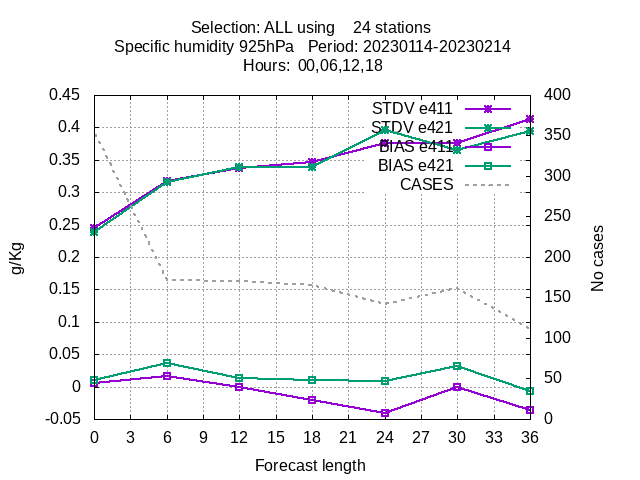 Selection: ALL using 24 stations
Specific humidity 925hPa Period: 20230114-20230214
Hours: 00,06,12,18
0.45
0.4
0.35
0.3
0.25
0.2
0.15
0.1
0.05
0
-0.05
g/Kg
STDV e411
STDV e421
BIAS e411
BIAS e421
CASES
400
350
300
250
200
150
100
50
0
No cases
0 3 6 9 12 15 18 21 24 27 30 33 36
Forecast length